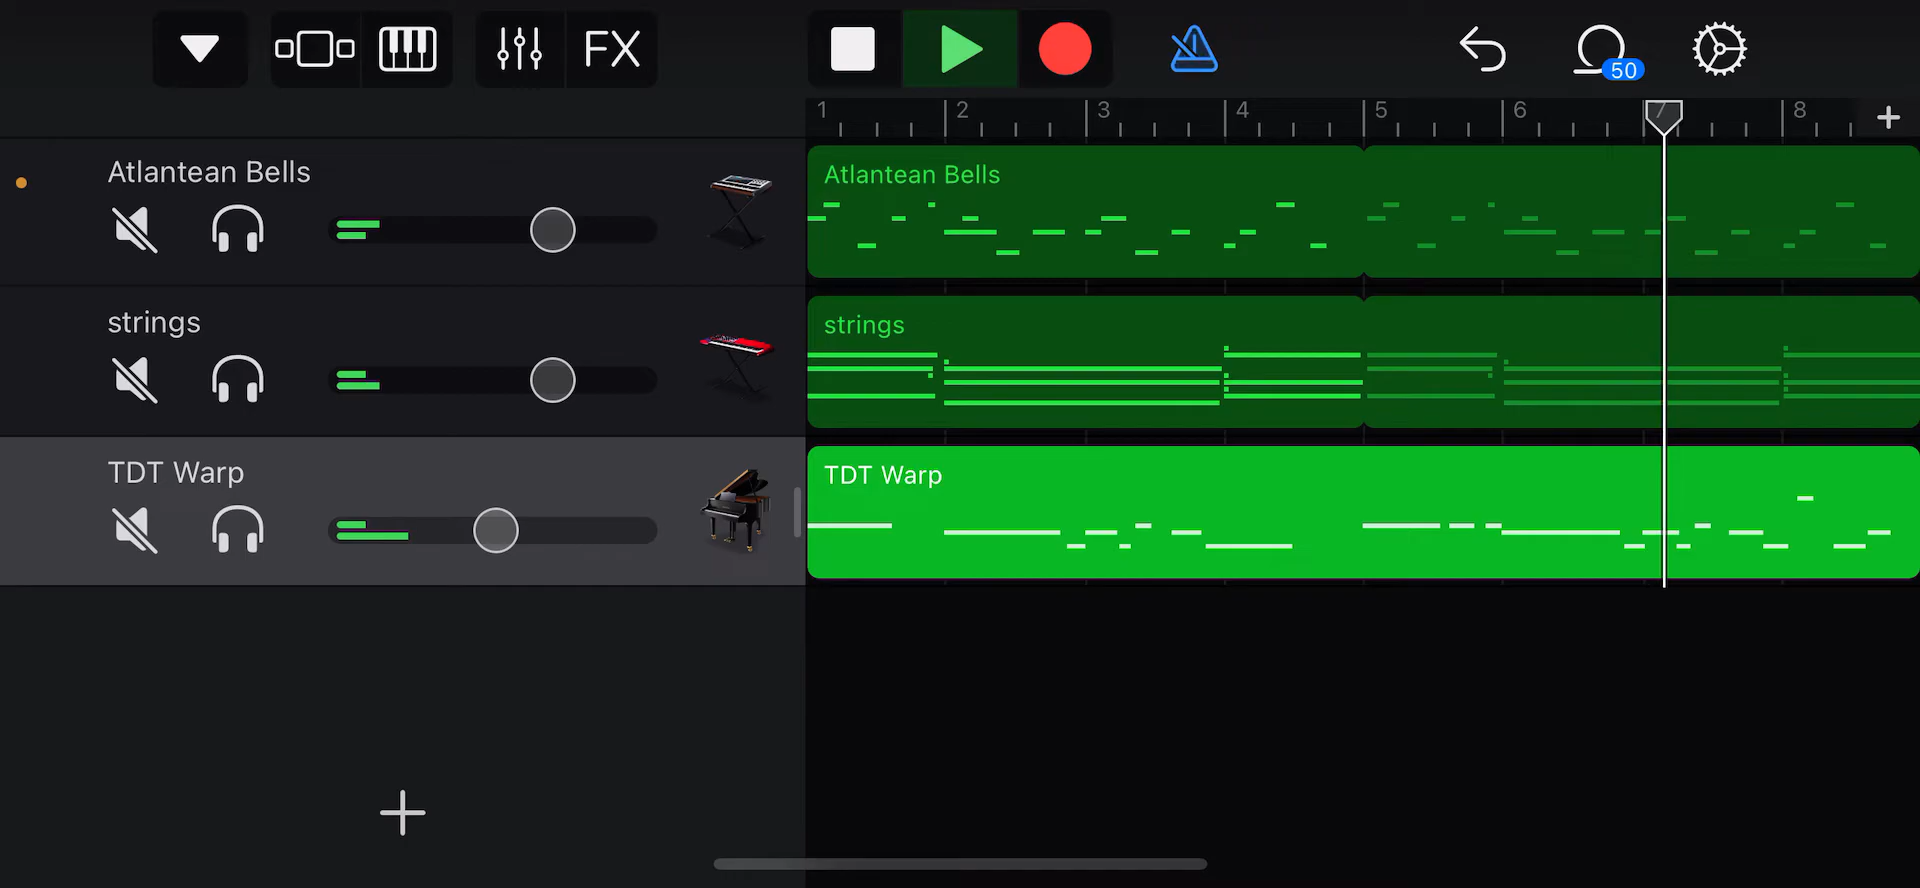 FX
50
1 2 3 4 5 6 7 8
Atlantean Bells
Atlantean Bells
strings
strings
TDT Warp
TDT Warp